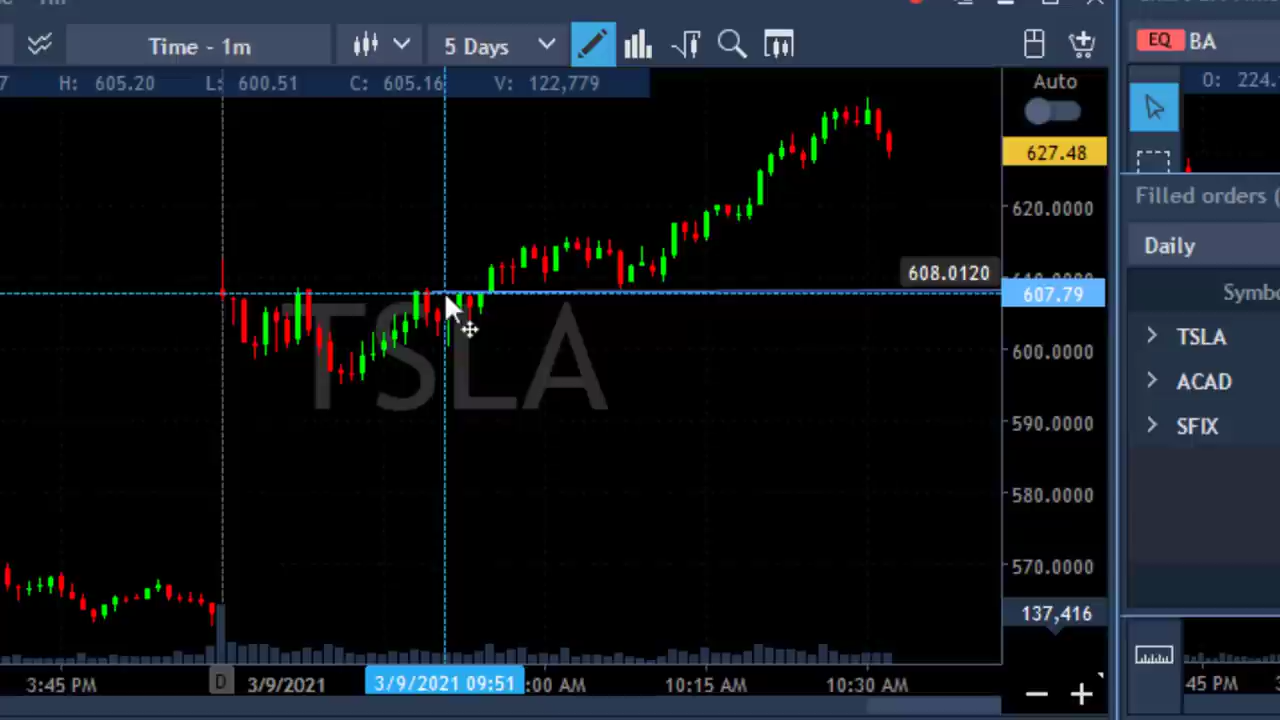 Time - 1m
5 Days
EQ BA
7 H: 605.20 L: 600.51 C: 605.16 V: 122,779
O: 224.
Auto
627.48
Filled orders (
620.0000
Daily
608.0120
610.0000
607.79
TSLA
TSLA
600.0000
ACAD
590.0000
SFIX
580.0000
570.0000
137,416
3:45 PM
D
3/9/2021
3/9/2021 09:51
:00 AM
10:15 AM
10:30 AM
45 PM